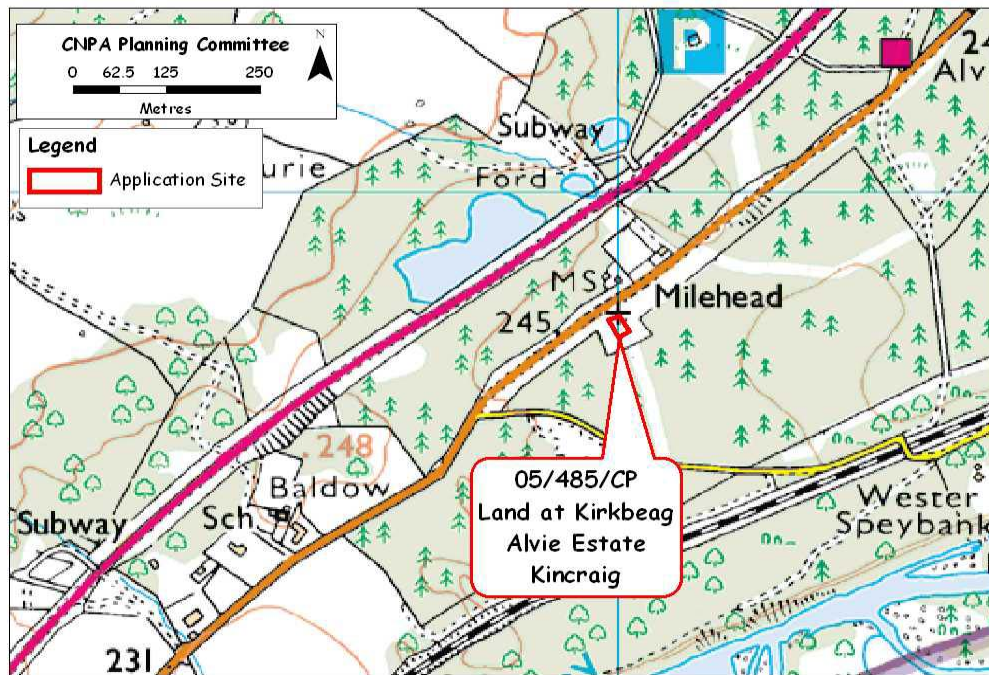 CNPA Planning Committee
N
0 62.5 125 250
Metres
Legend
Application Site
urie
P
24
Alv
Subway
Ford
MS
Milehead
245
248
Baldow
Sch
Subway
231
05/485/CP
Land at Kirkbeag
Alvie Estate
Kincraig
Wester
Speybank
y